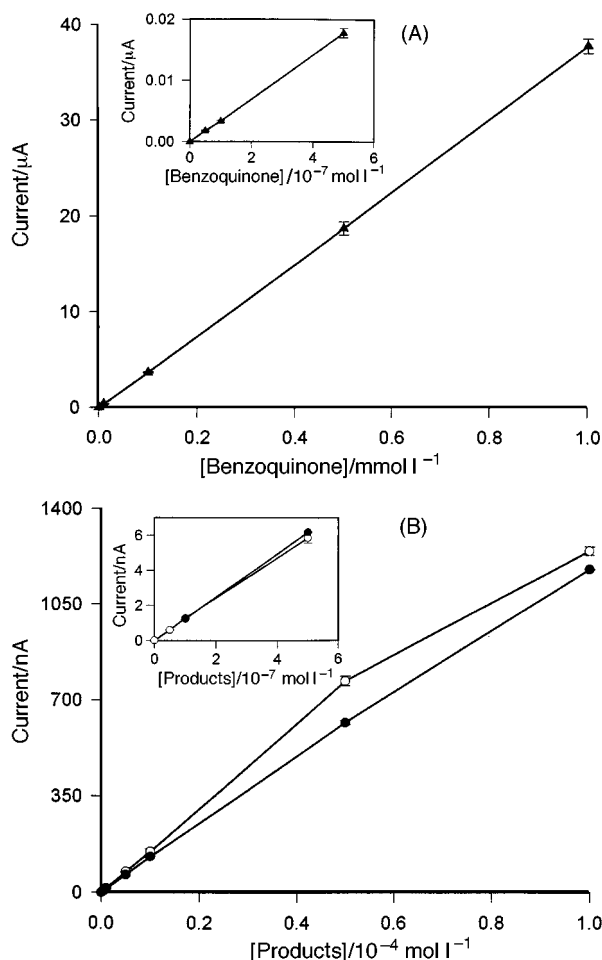 (A)
Current/μA
40
30
20
10
0
0.02
0.01
0.00
Current/μA
0 2 4 6
[Benzoquinone]/10⁻⁷ mol l⁻¹
0.0 0.2 0.4 0.6 0.8 1.0
[Benzoquinone]/mmol l⁻¹
(B)
Current/nA
1400
1050
700
350
0
6
4
2
0
Current/nA
0 2 4 6
[Products]/10⁻⁷ mol l⁻¹
0.0 0.2 0.4 0.6 0.8 1.0
[Products]/10⁻⁴ mol l⁻¹